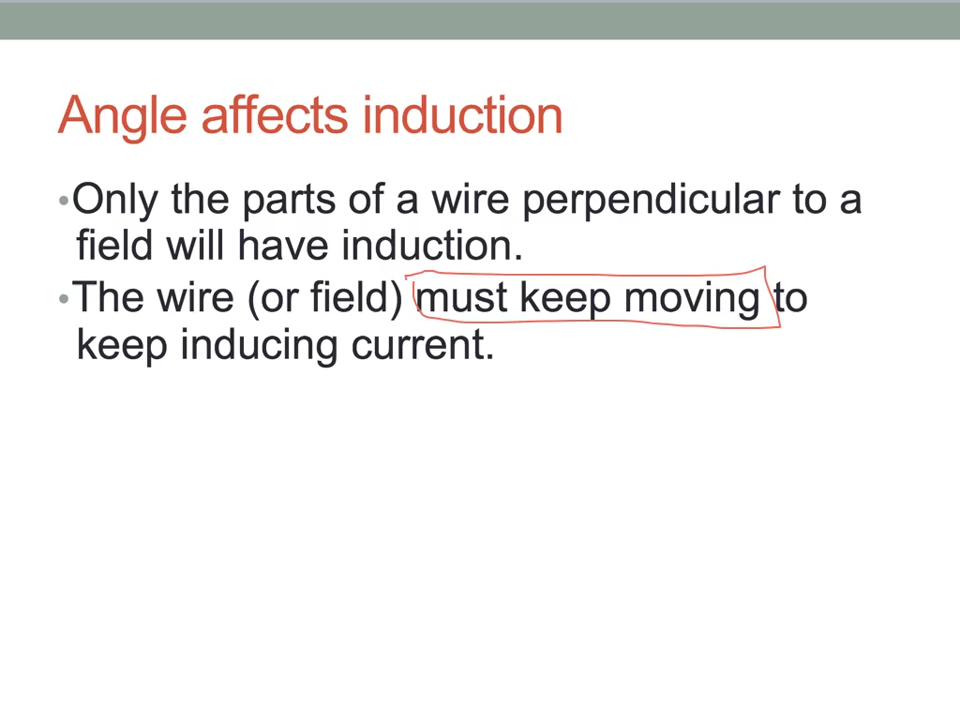 Angle affects induction
•Only the parts of a wire perpendicular to a
field will have induction.
•The wire (or field) must keep moving to
keep inducing current.